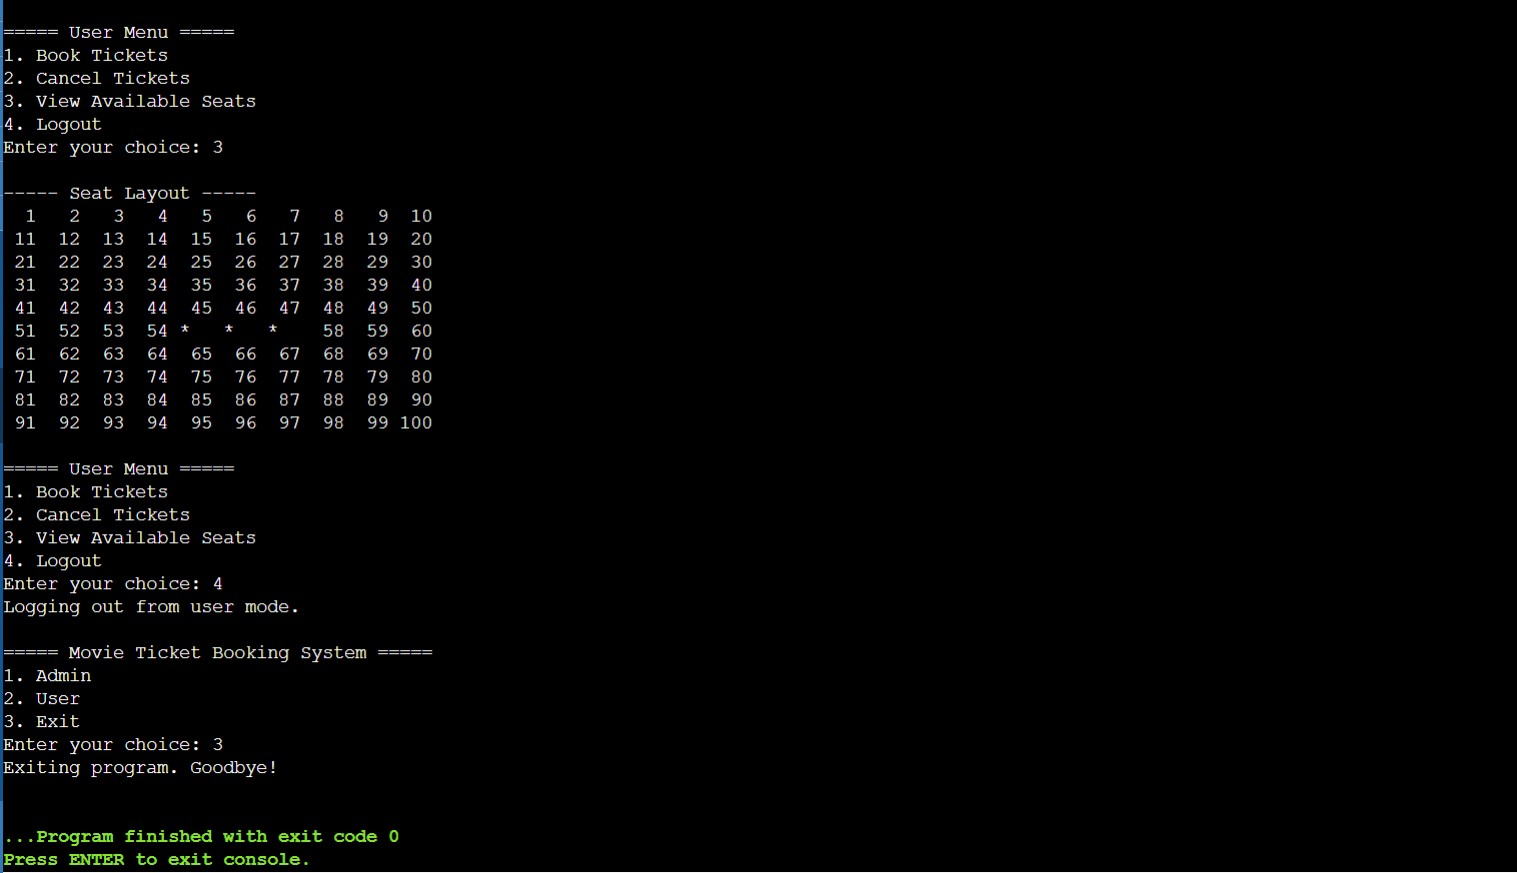 ===== User Menu =====
1. Book Tickets
2. Cancel Tickets
3. View Available Seats
4. Logout
Enter your choice: 3
----- Seat Layout -----
  1   2   3   4   5   6   7   8   9  10
 11  12  13  14  15  16  17  18  19  20
 21  22  23  24  25  26  27  28  29  30
 31  32  33  34  35  36  37  38  39  40
 41  42  43  44  45  46  47  48  49  50
 51  52  53  54 *   *   *    58  59  60
 61  62  63  64  65  66  67  68  69  70
 71  72  73  74  75  76  77  78  79  80
 81  82  83  84  85  86  87  88  89  90
 91  92  93  94  95  96  97  98  99 100
===== User Menu =====
1. Book Tickets
2. Cancel Tickets
3. View Available Seats
4. Logout
Enter your choice: 4
Logging out from user mode.
===== Movie Ticket Booking System =====
1. Admin
2. User
3. Exit
Enter your choice: 3
Exiting program. Goodbye!
...Program finished with exit code 0
Press ENTER to exit console.